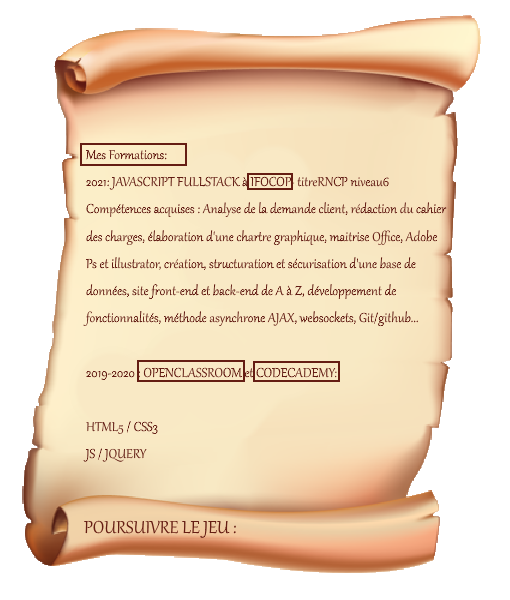 Mes Formations:
2021: JAVASCRIPT FULLSTACK à IFOCOP: titreRNCP niveau6
Compétences acquises : Analyse de la demande client, rédaction du cahier
des charges, élaboration d'une chartre graphique, maitrise Office, Adobe
Ps et illustrator, création, structuration et sécurisation d'une base de
données, site front-end et back-end de A à Z, développement de
fonctionnalités, méthode asynchrone AJAX, websockets, Git/github...
2019-2020 : OPENCLASSROOM et CODECADEMY:
HTML5 / CSS3
JS / JQUERY
POURSUIVRE LE JEU :